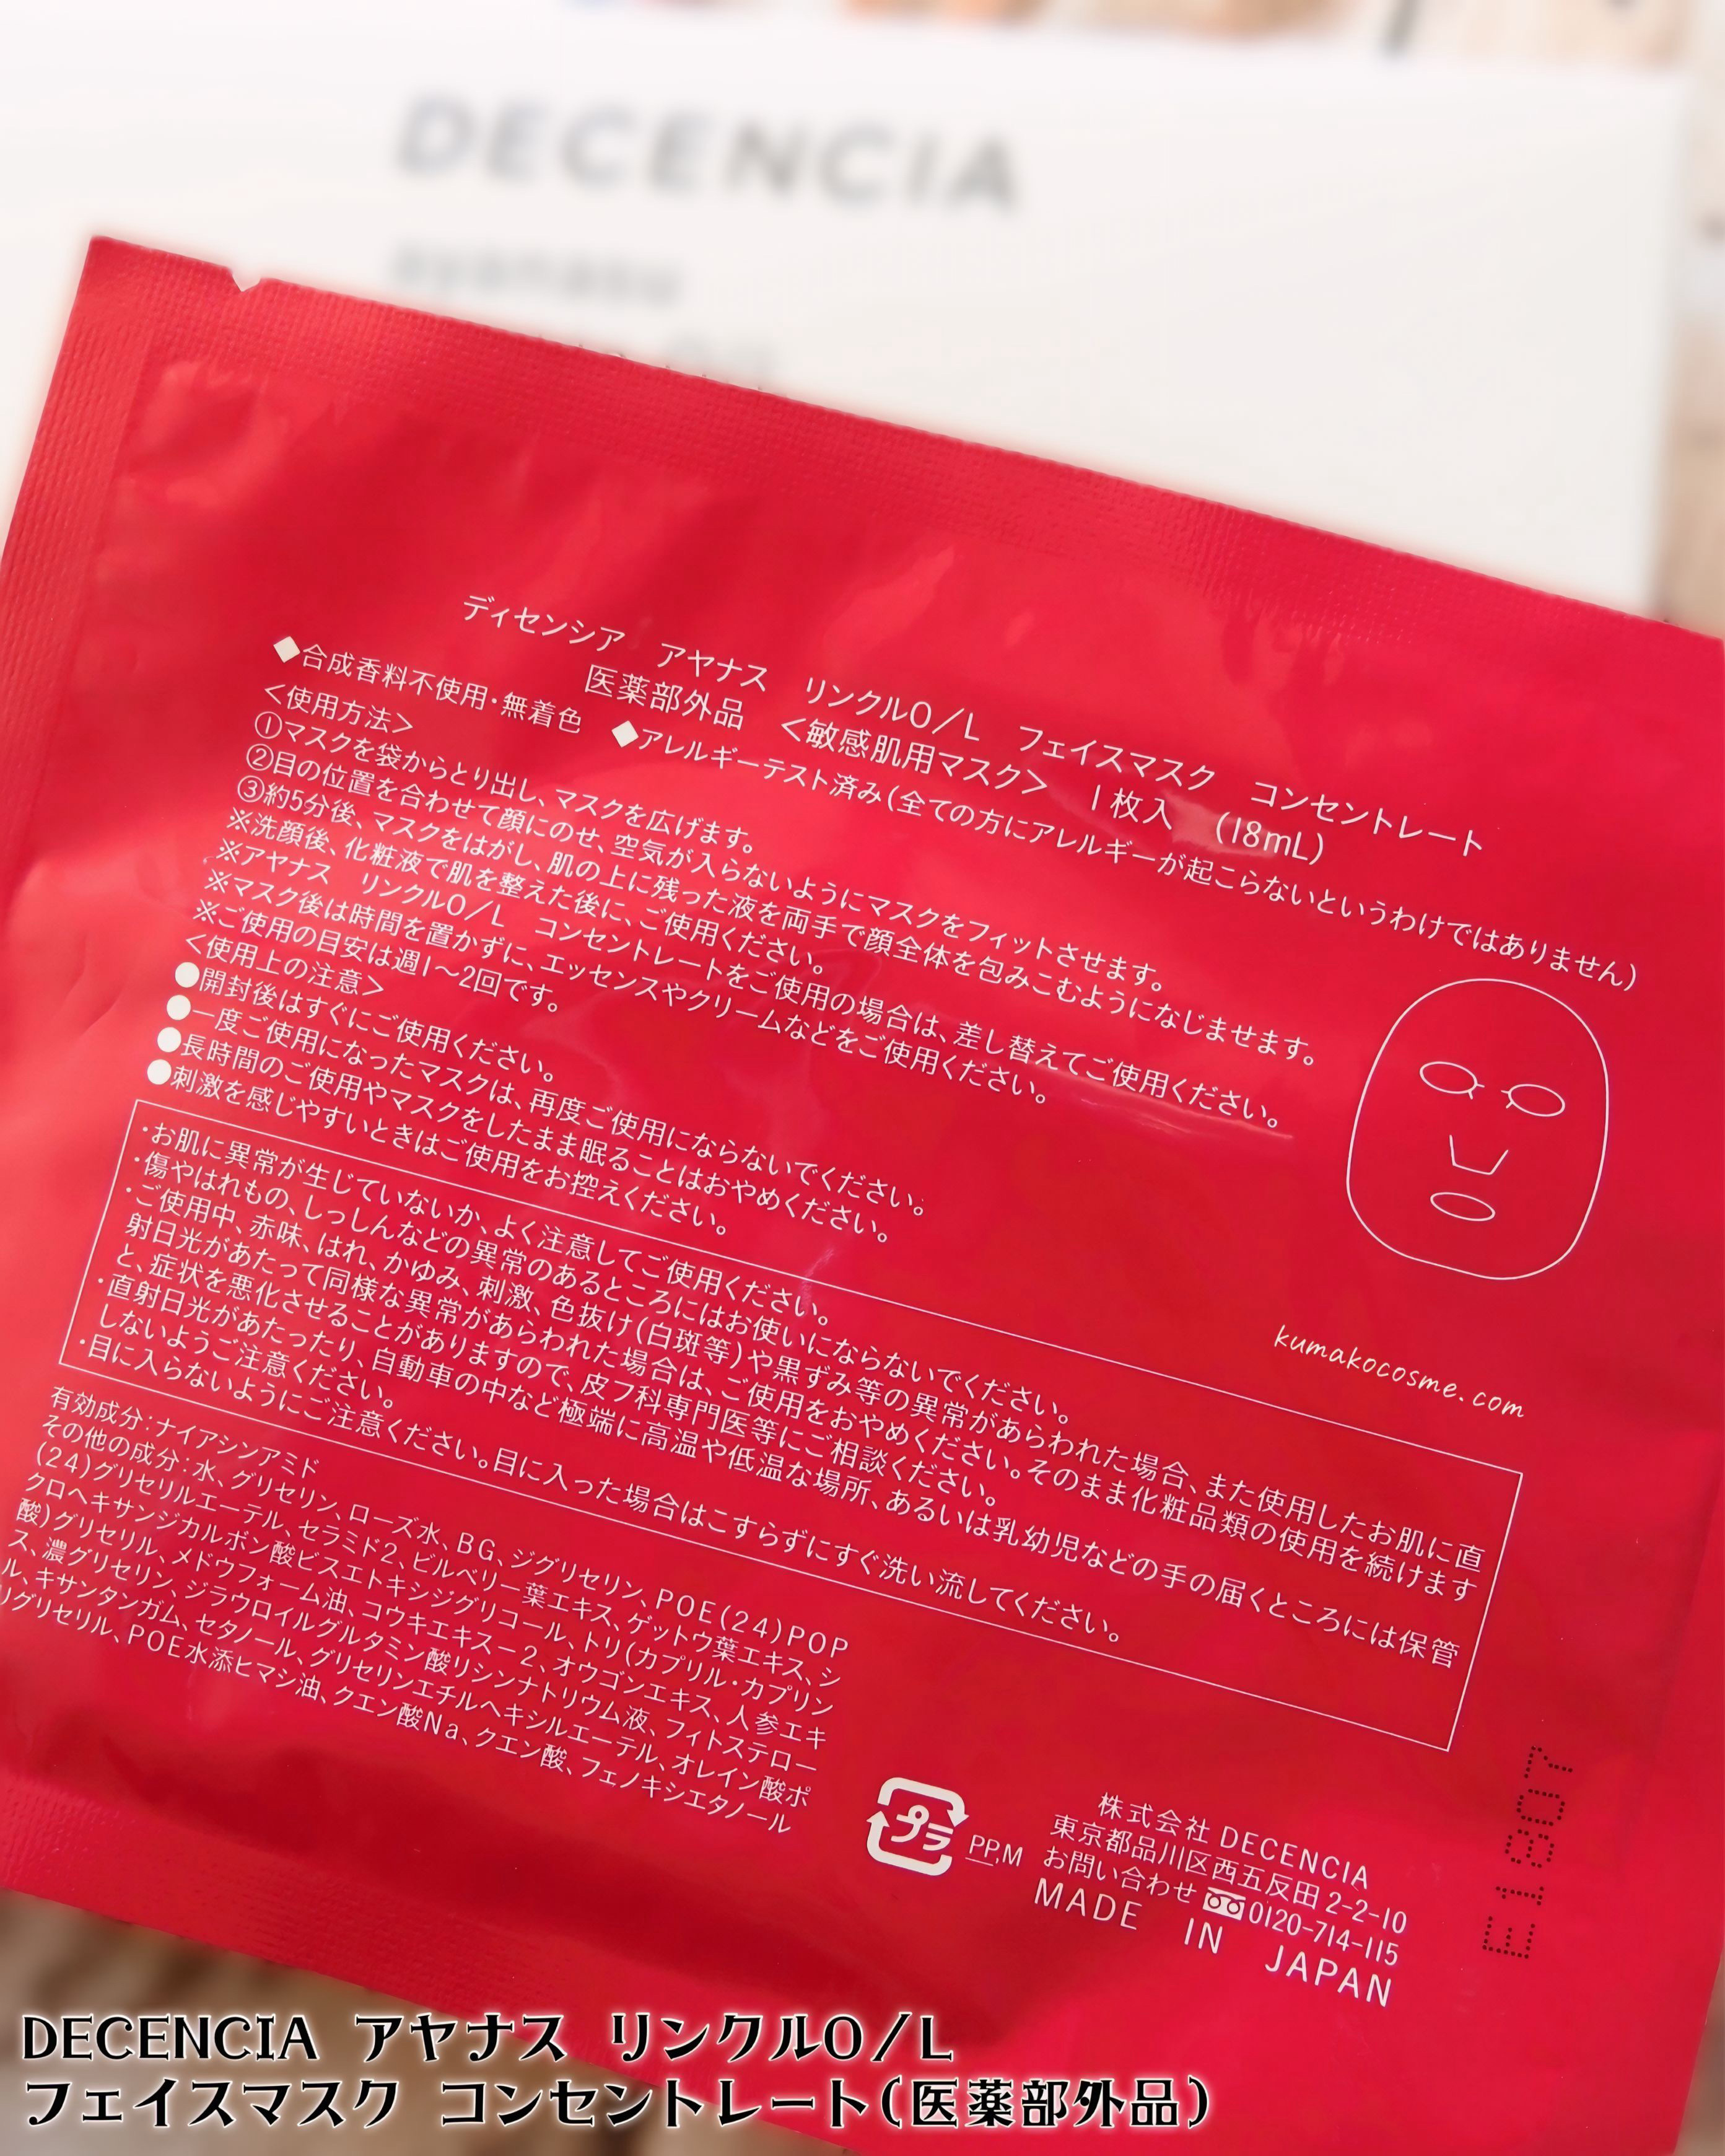 DECENCIA
ayanasu
ディセンシア　アヤナス　リンクルO／L　フェイスマスク　コンセントレート
医薬部外品　＜敏感肌用マスク＞　1枚入　(18mL)
◆合成香料不使用・無着色　◆アレルギーテスト済み(全ての方にアレルギーが起こらないというわけではありません)
＜使用方法＞
①マスクを袋からとり出し、マスクを広げます。
②目の位置を合わせて顔にのせ、空気が入らないようにマスクをフィットさせます。
③約5分後、マスクをはがし、肌の上に残った液を両手で顔全体を包みこむようになじませます。
※洗顔後、化粧液で肌を整えた後に、ご使用ください。
※アヤナス　リンクルO／L　コンセントレートをご使用の場合は、差し替えてご使用ください。
※マスク後は時間を置かずに、エッセンスやクリームなどをご使用ください。
※ご使用の目安は週1～2回です。
＜使用上の注意＞
●開封後はすぐにご使用ください。
●一度ご使用になったマスクは、再度ご使用にならないでください。
●長時間のご使用やマスクをしたまま眠ることはおやめください。
●刺激を感じやすいときはご使用をお控えください。
・お肌に異常が生じていないか、よく注意してご使用ください。
・傷やはれもの、しっしんなどの異常のあるところにはお使いにならないでください。
・ご使用中、赤味、はれ、かゆみ、刺激、色抜け(白斑等)や黒ずみ等の異常があらわれた場合、また使用したお肌に直
射日光があたって同様な異常があらわれた場合は、ご使用をおやめください。そのまま化粧品類の使用を続けます
と、症状を悪化させることがありますので、皮フ科専門医等にご相談ください。
・直射日光があたったり、自動車の中など極端に高温や低温な場所、あるいは乳幼児などの手の届くところには保管
しないようご注意ください。
・目に入らないようにご注意ください。目に入った場合はこすらずにすぐ洗い流してください。
有効成分：ナイアシンアミド
その他の成分：水、グリセリン、ローズ水、BG、ジグリセリン、POE(24)POP
(24)グリセリルエーテル、セラミド2、ビルベリー葉エキス、ゲットウ葉エキス、シ
クロヘキサンジカルボン酸ビスエトキシジグリコール、トリ(カプリル・カプリン
酸)グリセリル、メドウフォーム油、コウキエキス－2、オウゴンエキス、人参エキ
ス、濃グリセリン、ジラウロイルグルタミン酸リシンナトリウム液、フィトステロー
ル、キサンタンガム、セタノール、グリセリンエチルヘキシルエーテル、オレイン酸ポ
リグリセリル、POE水添ヒマシ油、クエン酸Na、クエン酸、フェノキシエタノール
kumakocosme.com
プラ
PP,M
株式会社 DECENCIA
東京都品川区西五反田 2-2-10
お問い合わせ 0120-714-115
MADE IN JAPAN
E1307
DECENCIA アヤナス リンクルO／L
フェイスマスク コンセントレート(医薬部外品)